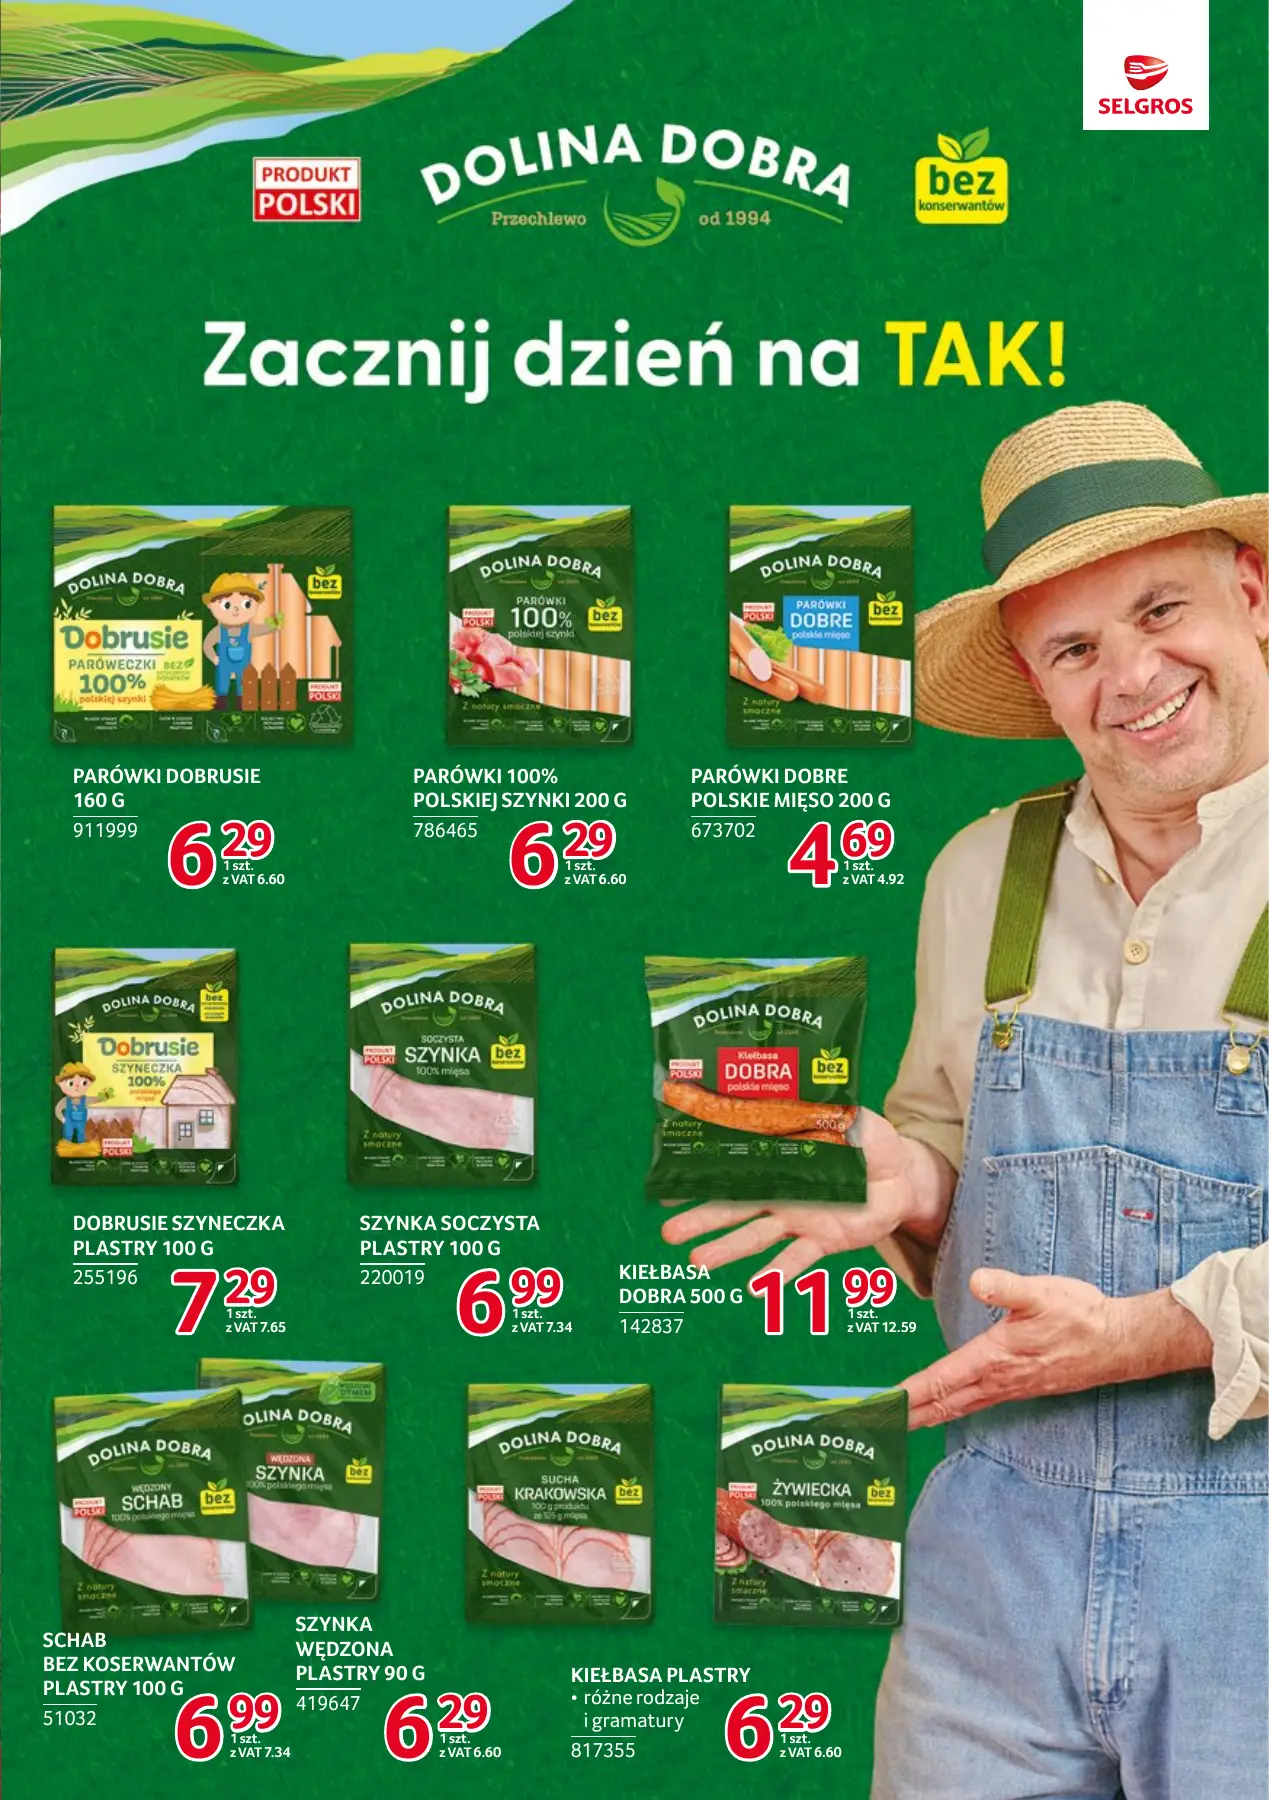 SELGROS
PRODUKT
POLSKI
DOLINA DOBRA
Przechlewo od 1994
bez
konserwantów
Zacznij dzień na TAK!
DOLINA DOBRA
bez
Dobrusie
PARÓWECZKI
100%
polskiej szynki
PRODUKT
POLSKI
DOLINA DOBRA
PARÓWKI
100%
polskiej szynki
PRODUKT
POLSKI
bez
Z natury
smaczne
DOLINA DOBRA
PARÓWKI
DOBRE
polskie mięso
PRODUKT
POLSKI
bez
Z natury
smaczne
PARÓWKI DOBRUSIE
160 G
911999
6 29
1 szt.
z VAT 6.60
PARÓWKI 100%
POLSKIEJ SZYNKI 200 G
786465
6 29
1 szt.
z VAT 6.60
PARÓWKI DOBRE
POLSKIE MIĘSO 200 G
673702
4 69
1 szt.
z VAT 4.92
DOLINA DOBRA
bez
Dobrusie
SZYNECZKA
100%
polskiego
mięsa
PRODUKT
POLSKI
DOLINA DOBRA
SOCZYSTA
SZYNKA
100% mięsa
PRODUKT
POLSKI
bez
Z natury
smaczne
DOLINA DOBRA
Kiełbasa
DOBRA
polskie mięso
PRODUKT
POLSKI
bez
500 g
Z natury
smaczne
DOBRUSIE SZYNECZKA
PLASTRY 100 G
255196
7 29
1 szt.
z VAT 7.65
SZYNKA SOCZYSTA
PLASTRY 100 G
220019
6 99
1 szt.
z VAT 7.34
KIEŁBASA
DOBRA 500 G
142837
11 99
1 szt.
z VAT 12.59
DOLINA DOBRA
WĘDZONY
SCHAB
100% polskiego mięsa
PRODUKT
POLSKI
bez
Z natury
smaczne
OLINA DOBRA
WĘDZONA
SZYNKA
100% polskiego mięsa
bez
DOLINA DOBRA
SUCHA
KRAKOWSKA
100 g produktu
ze 125 g mięsa
PRODUKT
POLSKI
bez
Z natury
smaczne
DOLINA DOBRA
ŻYWIECKA
100% polskiego mięsa
PRODUKT
POLSKI
bez
Z natury
smaczne
SCHAB
BEZ KOSERWANTÓW
PLASTRY 100 G
51032
6 99
1 szt.
z VAT 7.34
SZYNKA
WĘDZONA
PLASTRY 90 G
419647
6 29
1 szt.
z VAT 6.60
KIEŁBASA PLASTRY
• różne rodzaje
i gramatury
817355
6 29
1 szt.
z VAT 6.60